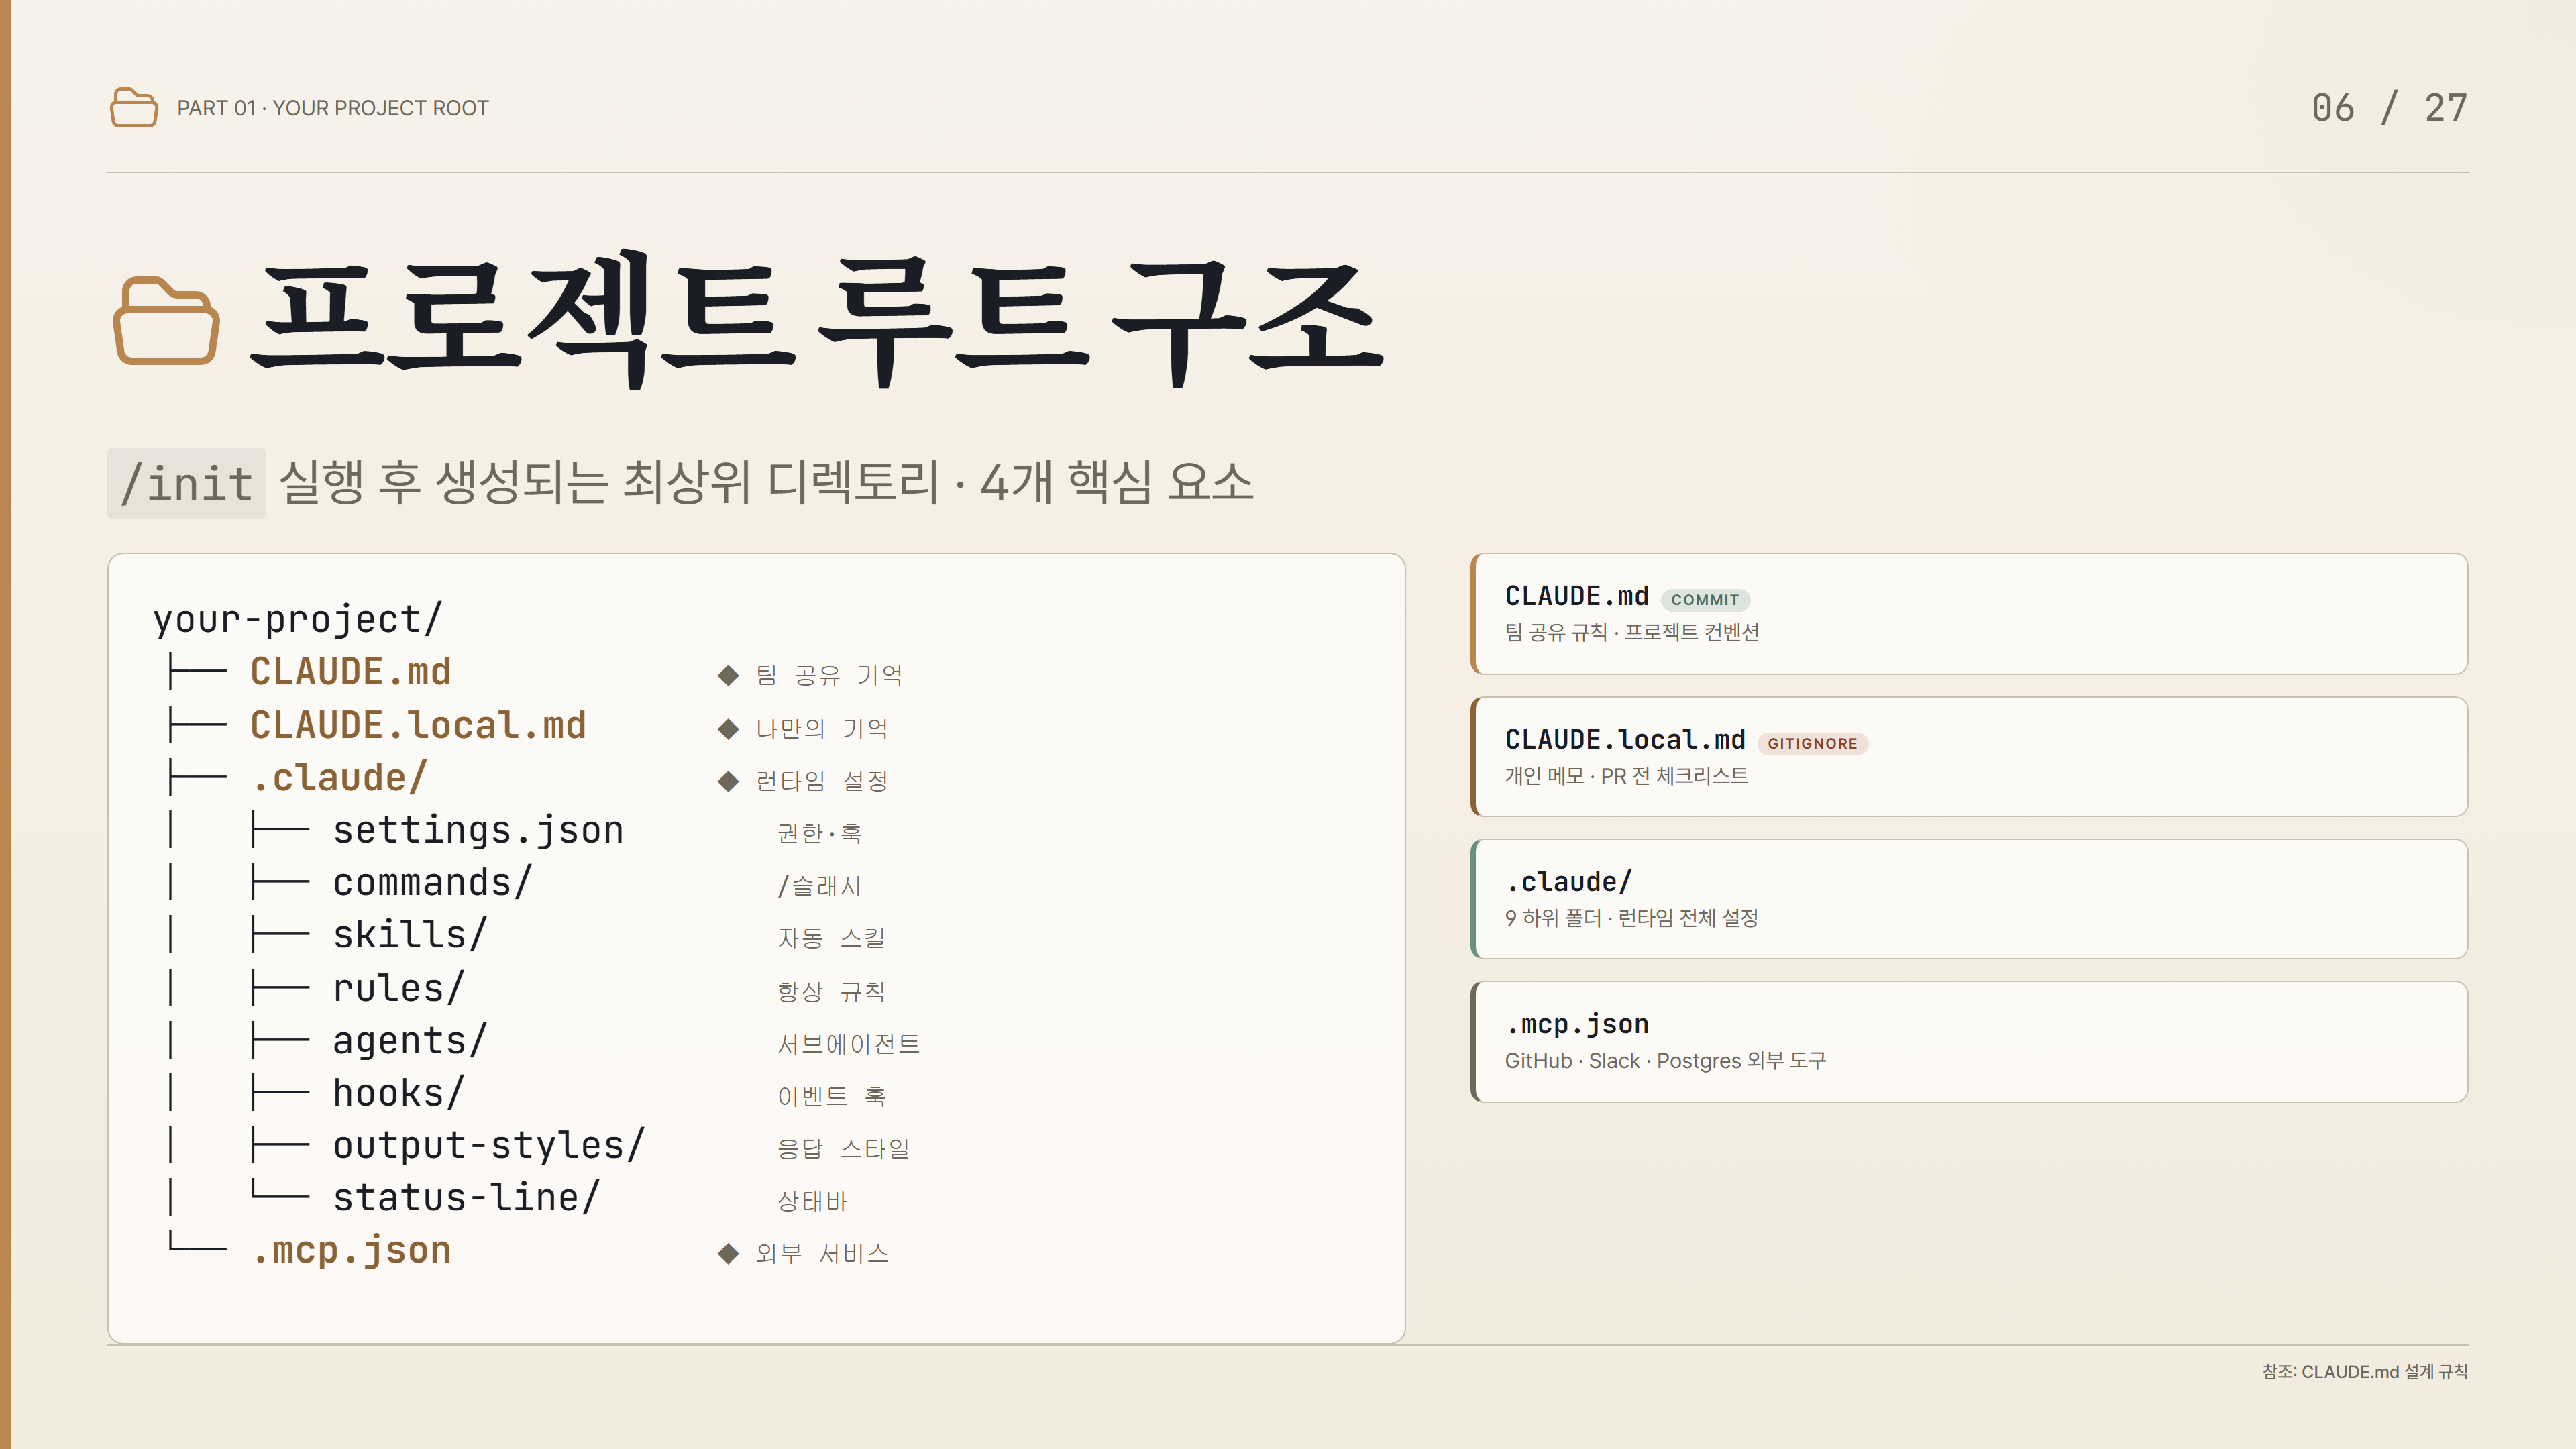 PART 01 · YOUR PROJECT ROOT
06 / 27
프로젝트 루트 구조
/init 실행 후 생성되는 최상위 디렉토리 · 4개 핵심 요소
your-project/
├── CLAUDE.md ◆ 팀 공유 기억
├── CLAUDE.local.md ◆ 나만의 기억
├── .claude/ ◆ 런타임 설정
│   ├── settings.json 권한·훅
│   ├── commands/ /슬래시
│   ├── skills/ 자동 스킬
│   ├── rules/ 항상 규칙
│   ├── agents/ 서브에이전트
│   ├── hooks/ 이벤트 훅
│   ├── output-styles/ 응답 스타일
│   └── status-line/ 상태바
└── .mcp.json ◆ 외부 서비스
CLAUDE.md COMMIT
팀 공유 규칙 · 프로젝트 컨벤션
CLAUDE.local.md GITIGNORE
개인 메모 · PR 전 체크리스트
.claude/
9 하위 폴더 · 런타임 전체 설정
.mcp.json
GitHub · Slack · Postgres 외부 도구
참조: CLAUDE.md 설계 규칙